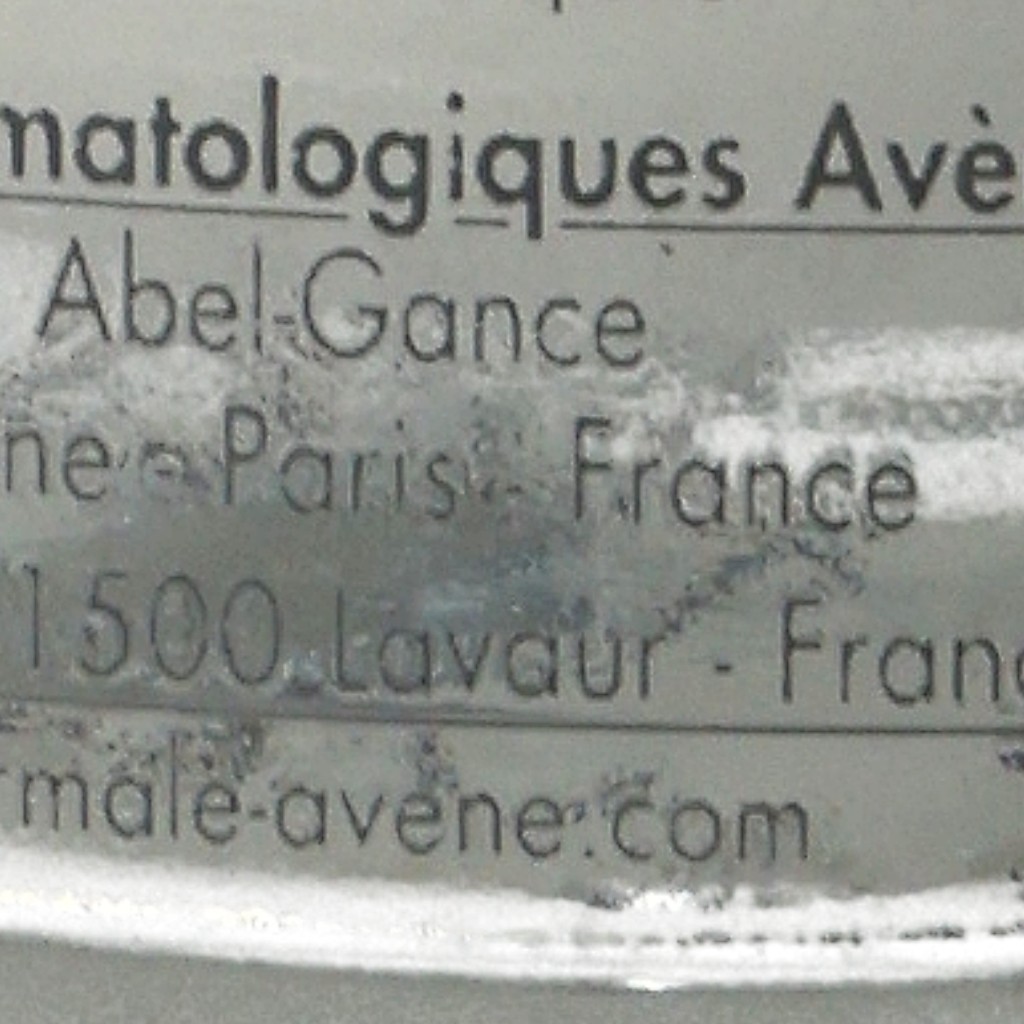 matologiques Avè
Abel-Gance
ne - Paris - France
1500 Lavaur - Franc
rmale-avene.com